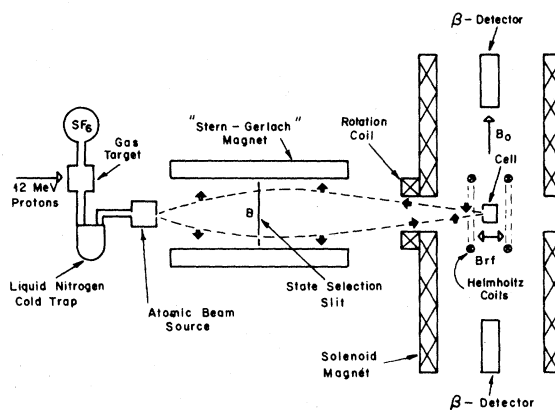 β - Detector
SF6
"Stern - Gerlach"
Magnet
Rotation
Coil
B0
Cell
Gas
Target
12 MeV
Protons
B
Brf
Helmholtz
Coils
Liquid Nitrogen
Cold Trap
Atomic Beam
Source
State Selection
Slit
Solenoid
Magnét
β - Detector